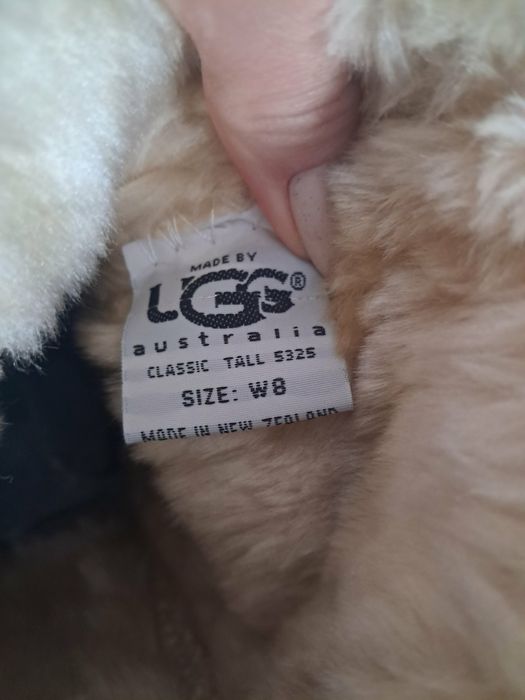 MADE BY
UGG®
australia
CLASSIC TALL 5325
SIZE: W8
MADE IN NEW ZEALAND